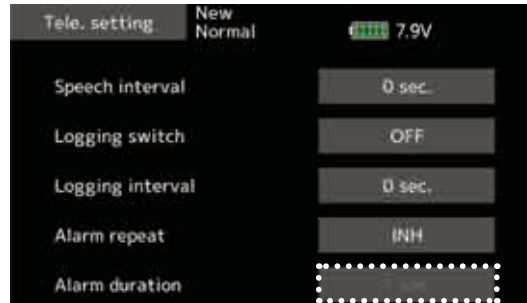 Tele. setting
New
Normal
7.9V
Speech interval 0 sec.
Logging switch OFF
Logging interval 0 sec.
Alarm repeat INH
Alarm duration